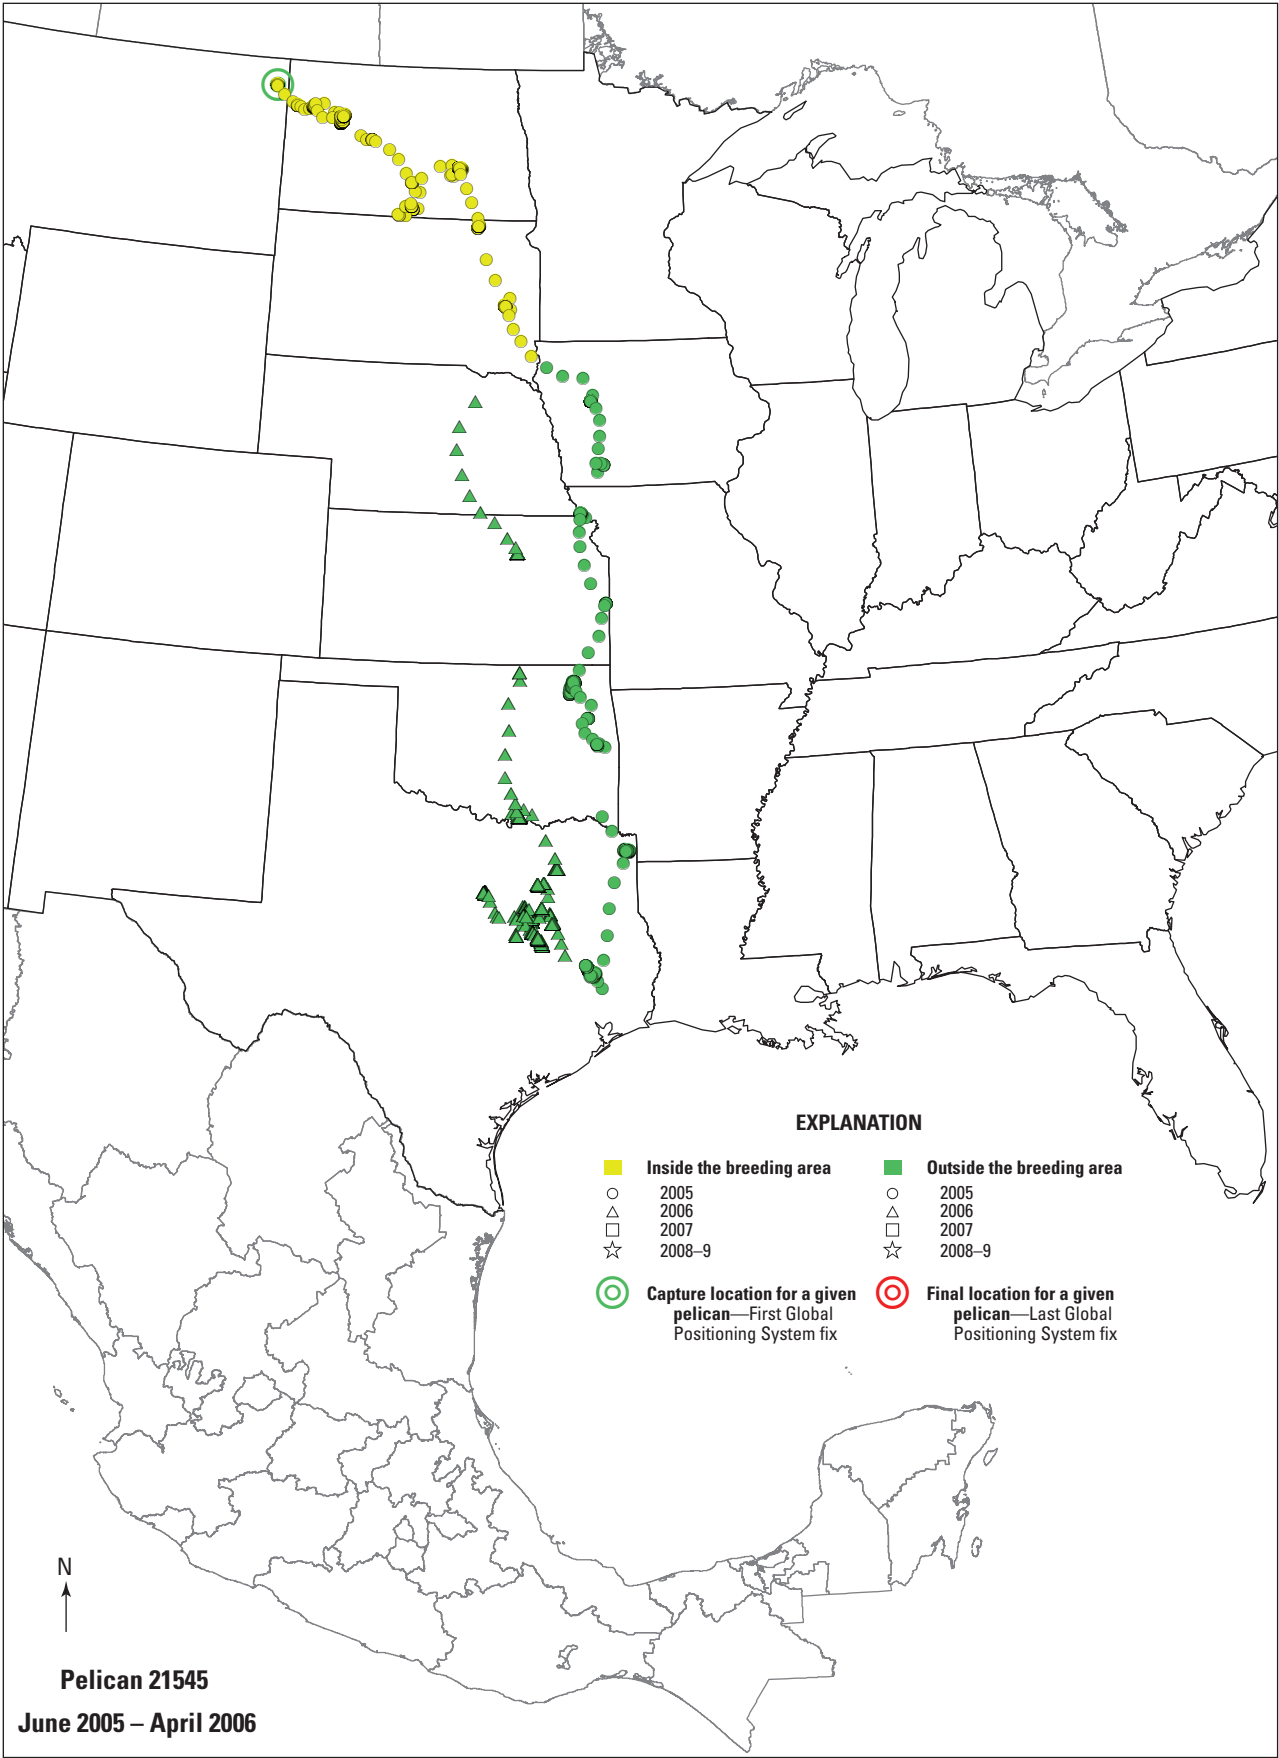 EXPLANATION
Inside the breeding area
2005
2006
2007
2008–9
Capture location for a given
pelican—First Global
Positioning System fix
Outside the breeding area
2005
2006
2007
2008–9
Final location for a given
pelican—Last Global
Positioning System fix
N
Pelican 21545
June 2005 – April 2006